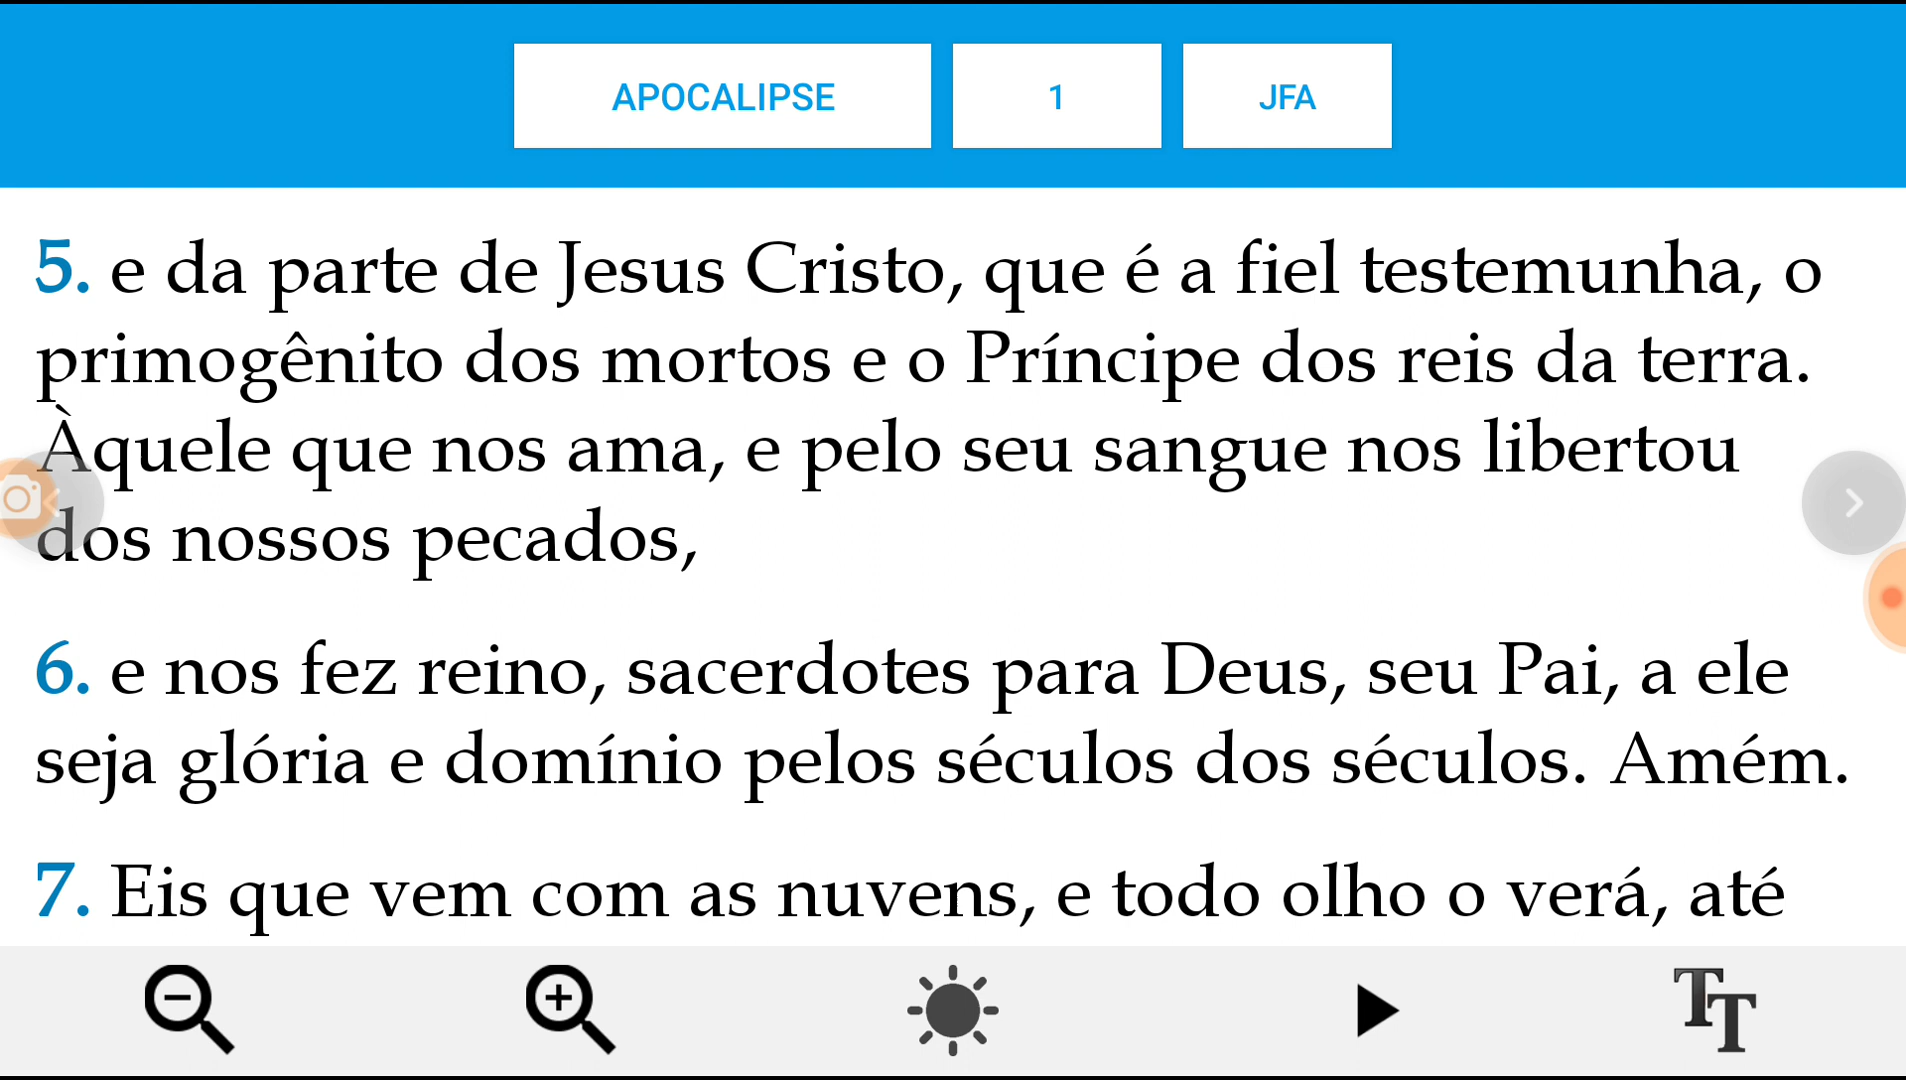 APOCALIPSE 1 JFA
5. e da parte de Jesus Cristo, que é a fiel testemunha, o
primogênito dos mortos e o Príncipe dos reis da terra.
Àquele que nos ama, e pelo seu sangue nos libertou
dos nossos pecados,
6. e nos fez reino, sacerdotes para Deus, seu Pai, a ele
seja glória e domínio pelos séculos dos séculos. Amém.
7. Eis que vem com as nuvens, e todo olho o verá, até
TT